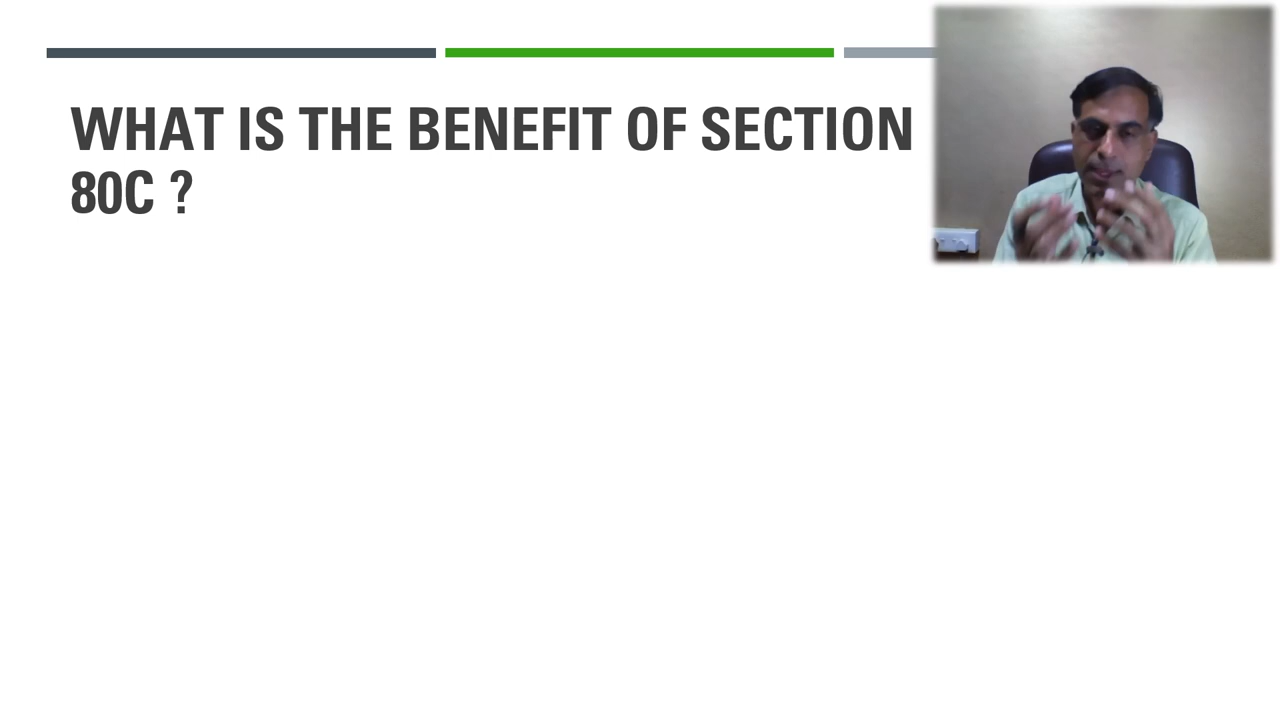 WHAT IS THE BENEFIT OF SECTION
80C ?